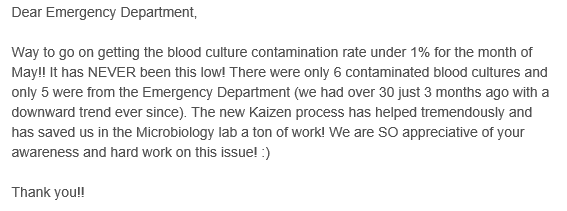 Dear Emergency Department,
Way to go on getting the blood culture contamination rate under 1% for the month of
May!! It has NEVER been this low! There were only 6 contaminated blood cultures and
only 5 were from the Emergency Department (we had over 30 just 3 months ago with a
downward trend ever since). The new Kaizen process has helped tremendously and
has saved us in the Microbiology lab a ton of work! We are SO appreciative of your
awareness and hard work on this issue! :)
Thank you!!